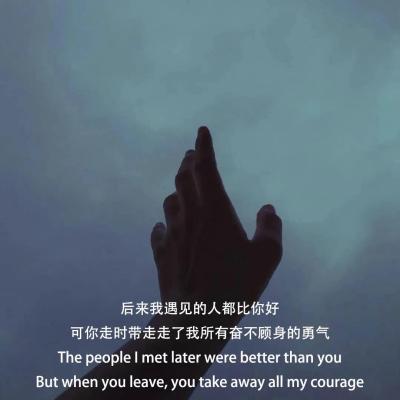 后来我遇见的人都比你好
可你走时带走走了我所有奋不顾身的勇气
The people I met later were better than you
But when you leave, you take away all my courage